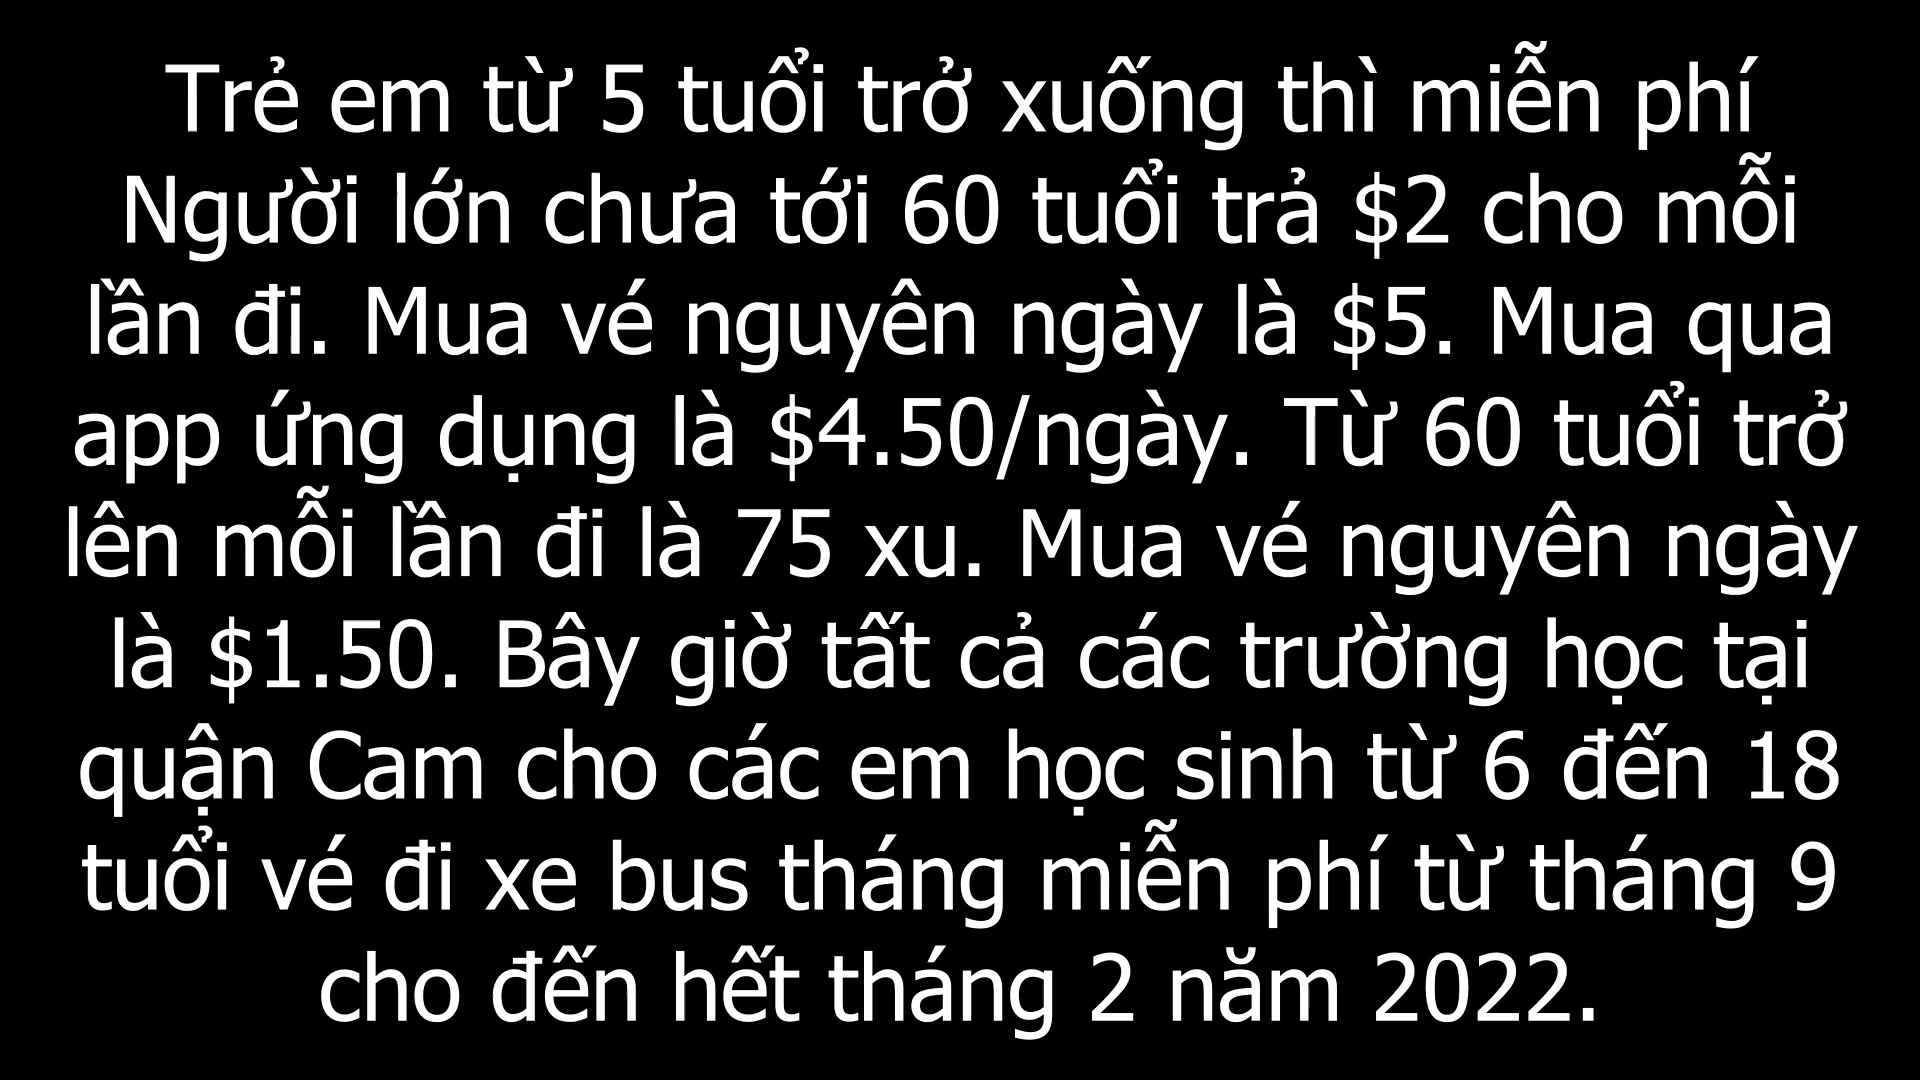 Trẻ em từ 5 tuổi trở xuống thì miễn phí
Người lớn chưa tới 60 tuổi trả $2 cho mỗi
lần đi. Mua vé nguyên ngày là $5. Mua qua
app ứng dụng là $4.50/ngày. Từ 60 tuổi trở
lên mỗi lần đi là 75 xu. Mua vé nguyên ngày
là $1.50. Bây giờ tất cả các trường học tại
quận Cam cho các em học sinh từ 6 đến 18
tuổi vé đi xe bus tháng miễn phí từ tháng 9
cho đến hết tháng 2 năm 2022.